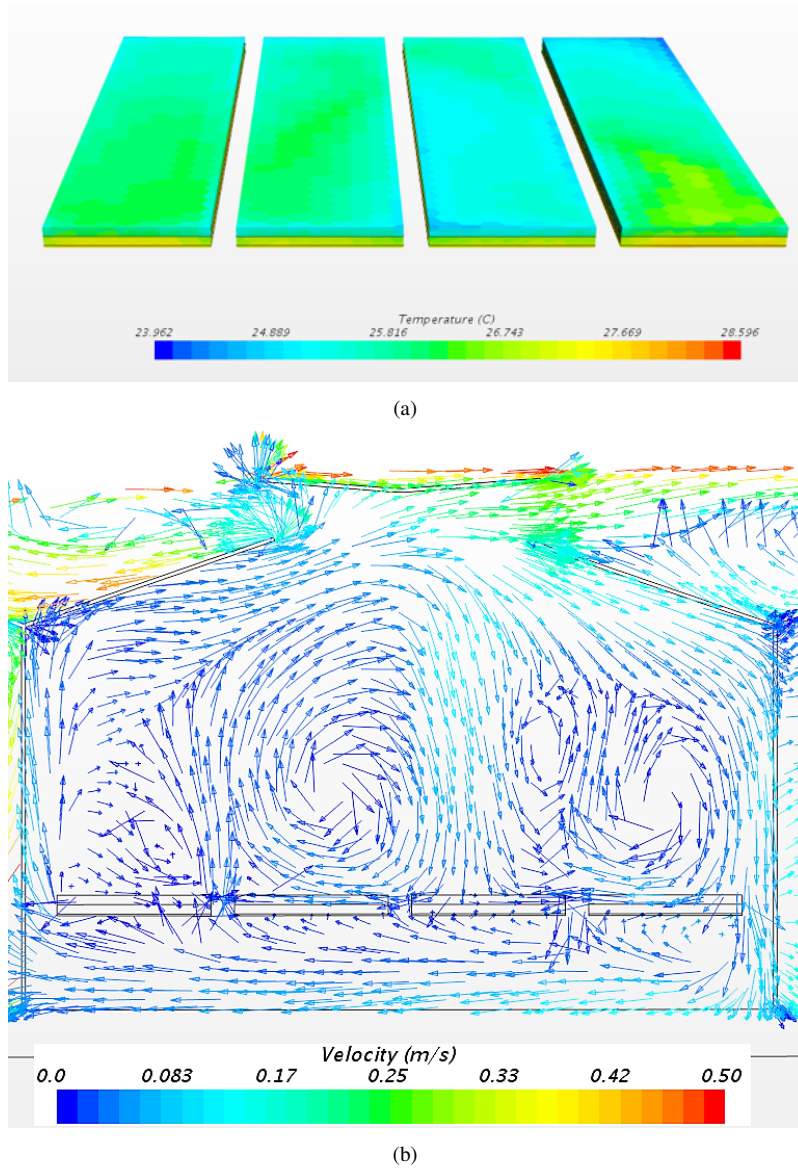 Temperature (C)
23.962 24.889 25.816 26.743 27.669 28.596
(a)
Velocity (m/s)
0.0 0.083 0.17 0.25 0.33 0.42 0.50
(b)